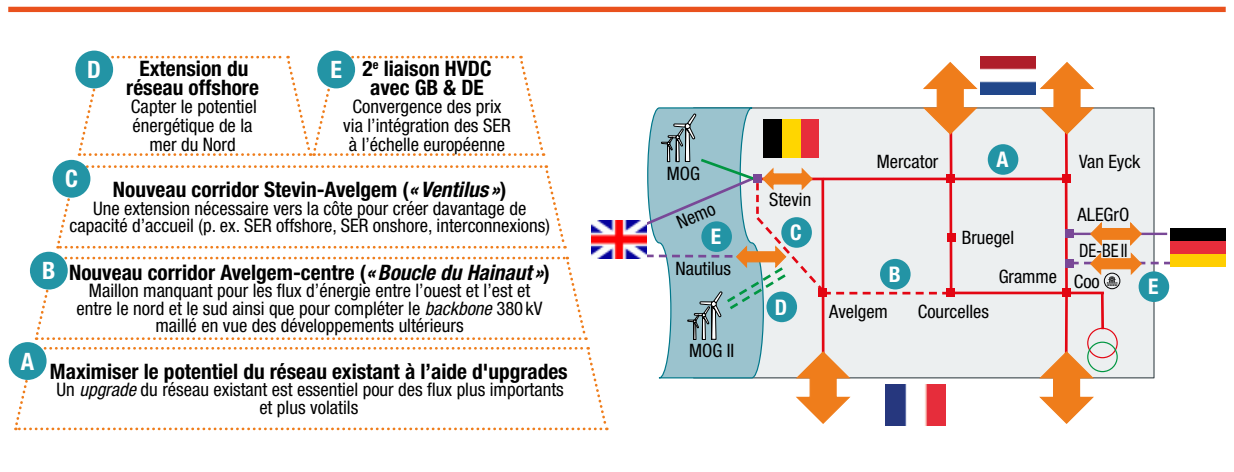 D
Extension du
réseau offshore
Capter le potentiel
énergétique de la
mer du Nord
E
2e liaison HVDC
avec GB & DE
Convergence des prix
via l’intégration des SER
à l’échelle européenne
C
Nouveau corridor Stevin-Avelgem (« Ventilus »)
Une extension nécessaire vers la côte pour créer davantage de
capacité d’accueil (p. ex. SER offshore, SER onshore, interconnexions)
B
Nouveau corridor Avelgem-centre (« Boucle du Hainaut »)
Maillon manquant pour les flux d’énergie entre l’ouest et l’est et
entre le nord et le sud ainsi que pour compléter le backbone 380 kV
maillé en vue des développements ultérieurs
A
Maximiser le potentiel du réseau existant à l’aide d'upgrades
Un upgrade du réseau existant est essentiel pour des flux plus importants
et plus volatils
MOG
Mercator
A
Van Eyck
Stevin
Nemo
ALEGrO
E
C
Bruegel
DE-BE II
Nautilus
B
Gramme
Coo
E
D
Avelgem
Courcelles
MOG II